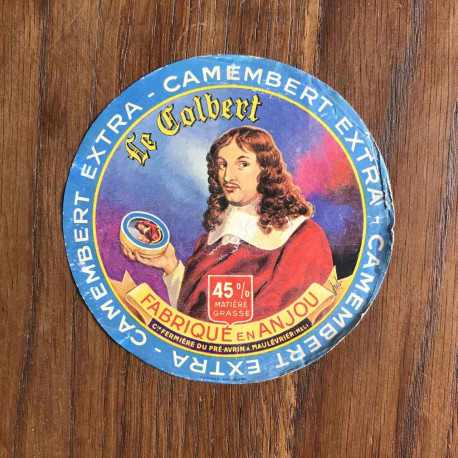 CAMEMBERT EXTRA - CAMEMBERT EXTRA - CAMEMBERT EXTRA -
Le Colbert
45%
MATIÈRE
GRASSE
FABRIQUÉ EN ANJOU
Cie FERMIÈRE DU PRÉ-AVRIN À MAULÉVRIER (M&L)